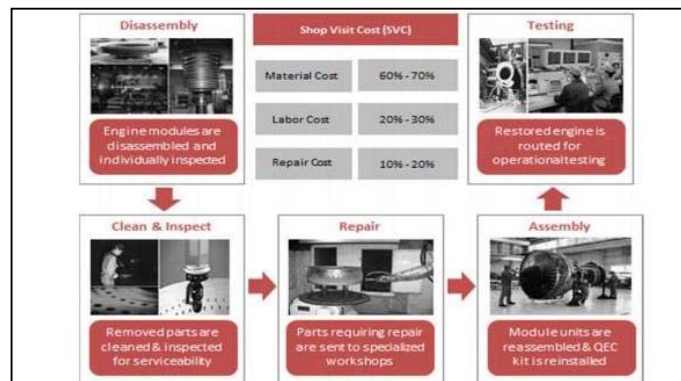 Disassembly
Engine modules are
disassembled and
individually inspected
Shop Visit Cost (SVC)
Material Cost 60% - 70%
Labor Cost 20% - 30%
Repair Cost 10% - 20%
Testing
Restored engine is
routed for
operational testing
Clean & Inspect
Removed parts are
cleaned & inspected
for serviceability
Repair
Parts requiring repair
are sent to specialized
workshops
Assembly
Module units are
reassembled & QEC
kit is reinstalled